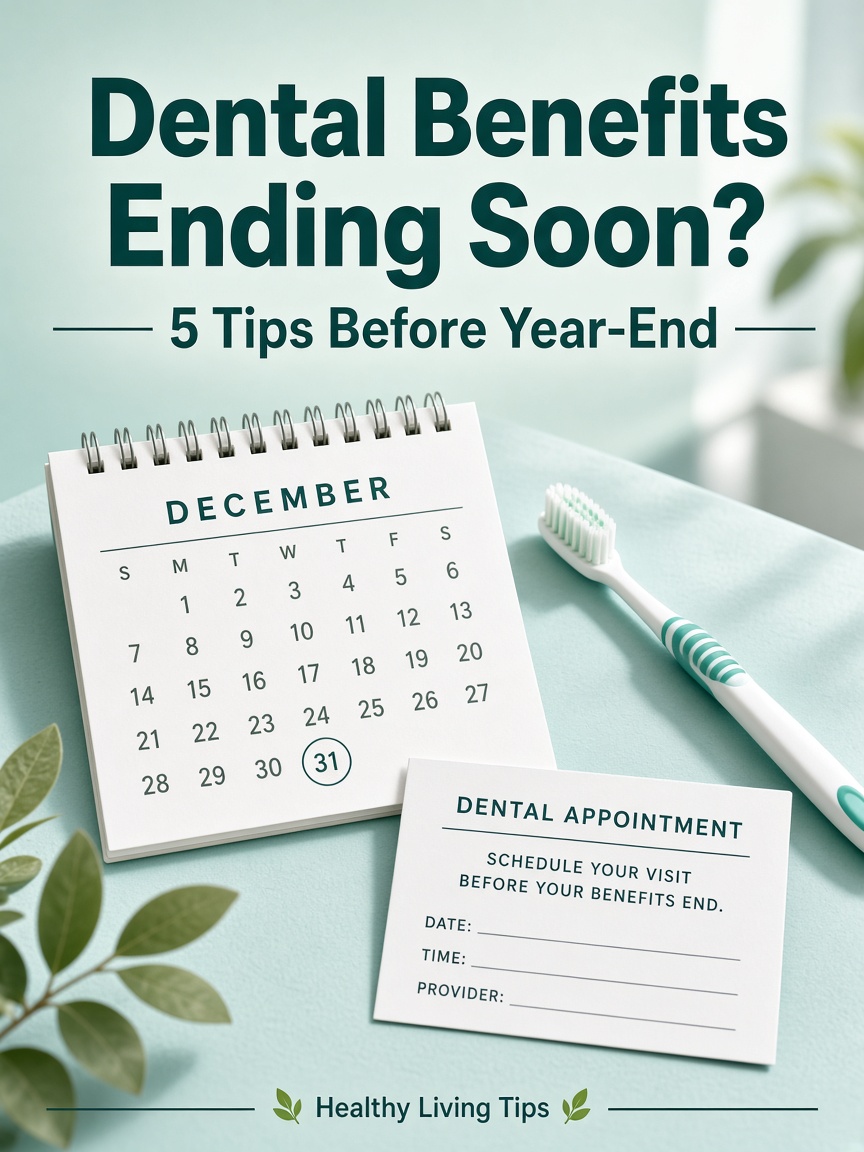 Dental Benefits
Ending Soon?
5 Tips Before Year-End
DECEMBER
S M T W T F S
1 2 3 4 5 6
7 8 9 10 11 12 13
14 15 16 17 18 19 20
21 22 23 24 25 26 27
28 29 30 31
DENTAL APPOINTMENT
SCHEDULE YOUR VISIT
BEFORE YOUR BENEFITS END.
DATE:
TIME:
PROVIDER:
Healthy Living Tips